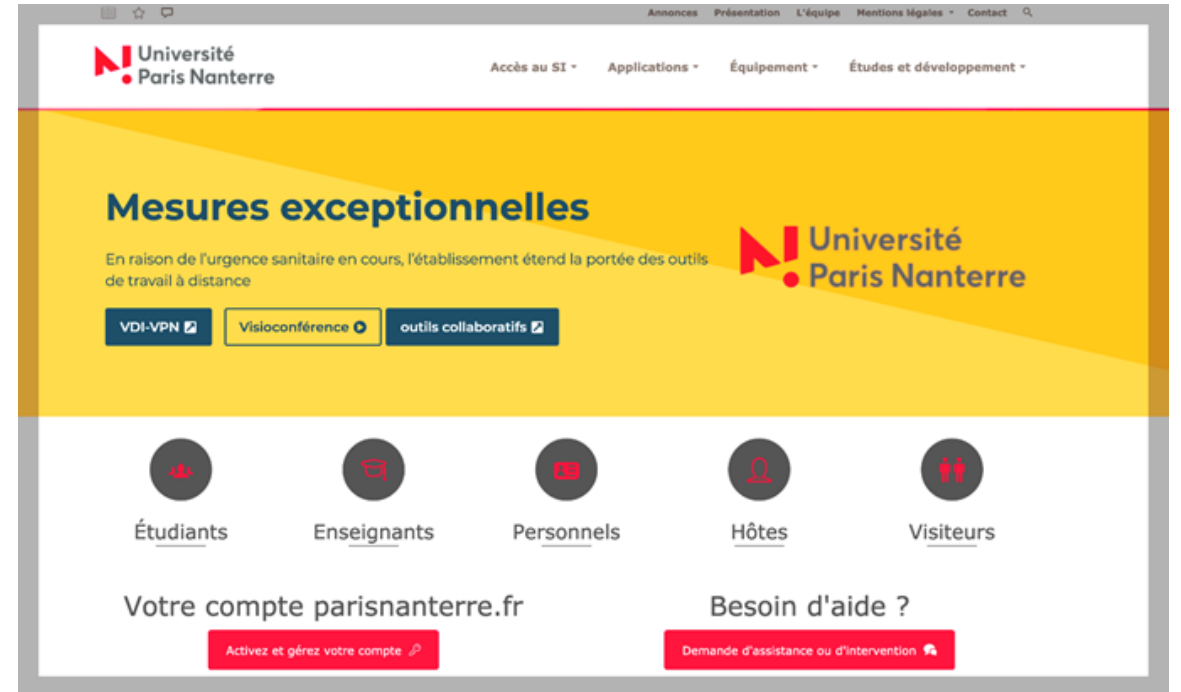 Annonces Présentation L'équipe Mentions légales Contact
Université
Paris Nanterre
Accès au SI Applications Équipement Études et développement
Mesures exceptionnelles
En raison de l'urgence sanitaire en cours, l'établissement étend la portée des outils
de travail à distance
Université
Paris Nanterre
VDI-VPN Visioconférence outils collaboratifs
Étudiants Enseignants Personnels Hôtes Visiteurs
Votre compte parisnanterre.fr Besoin d'aide ?
Activez et gérez votre compte Demande d'assistance ou d'intervention